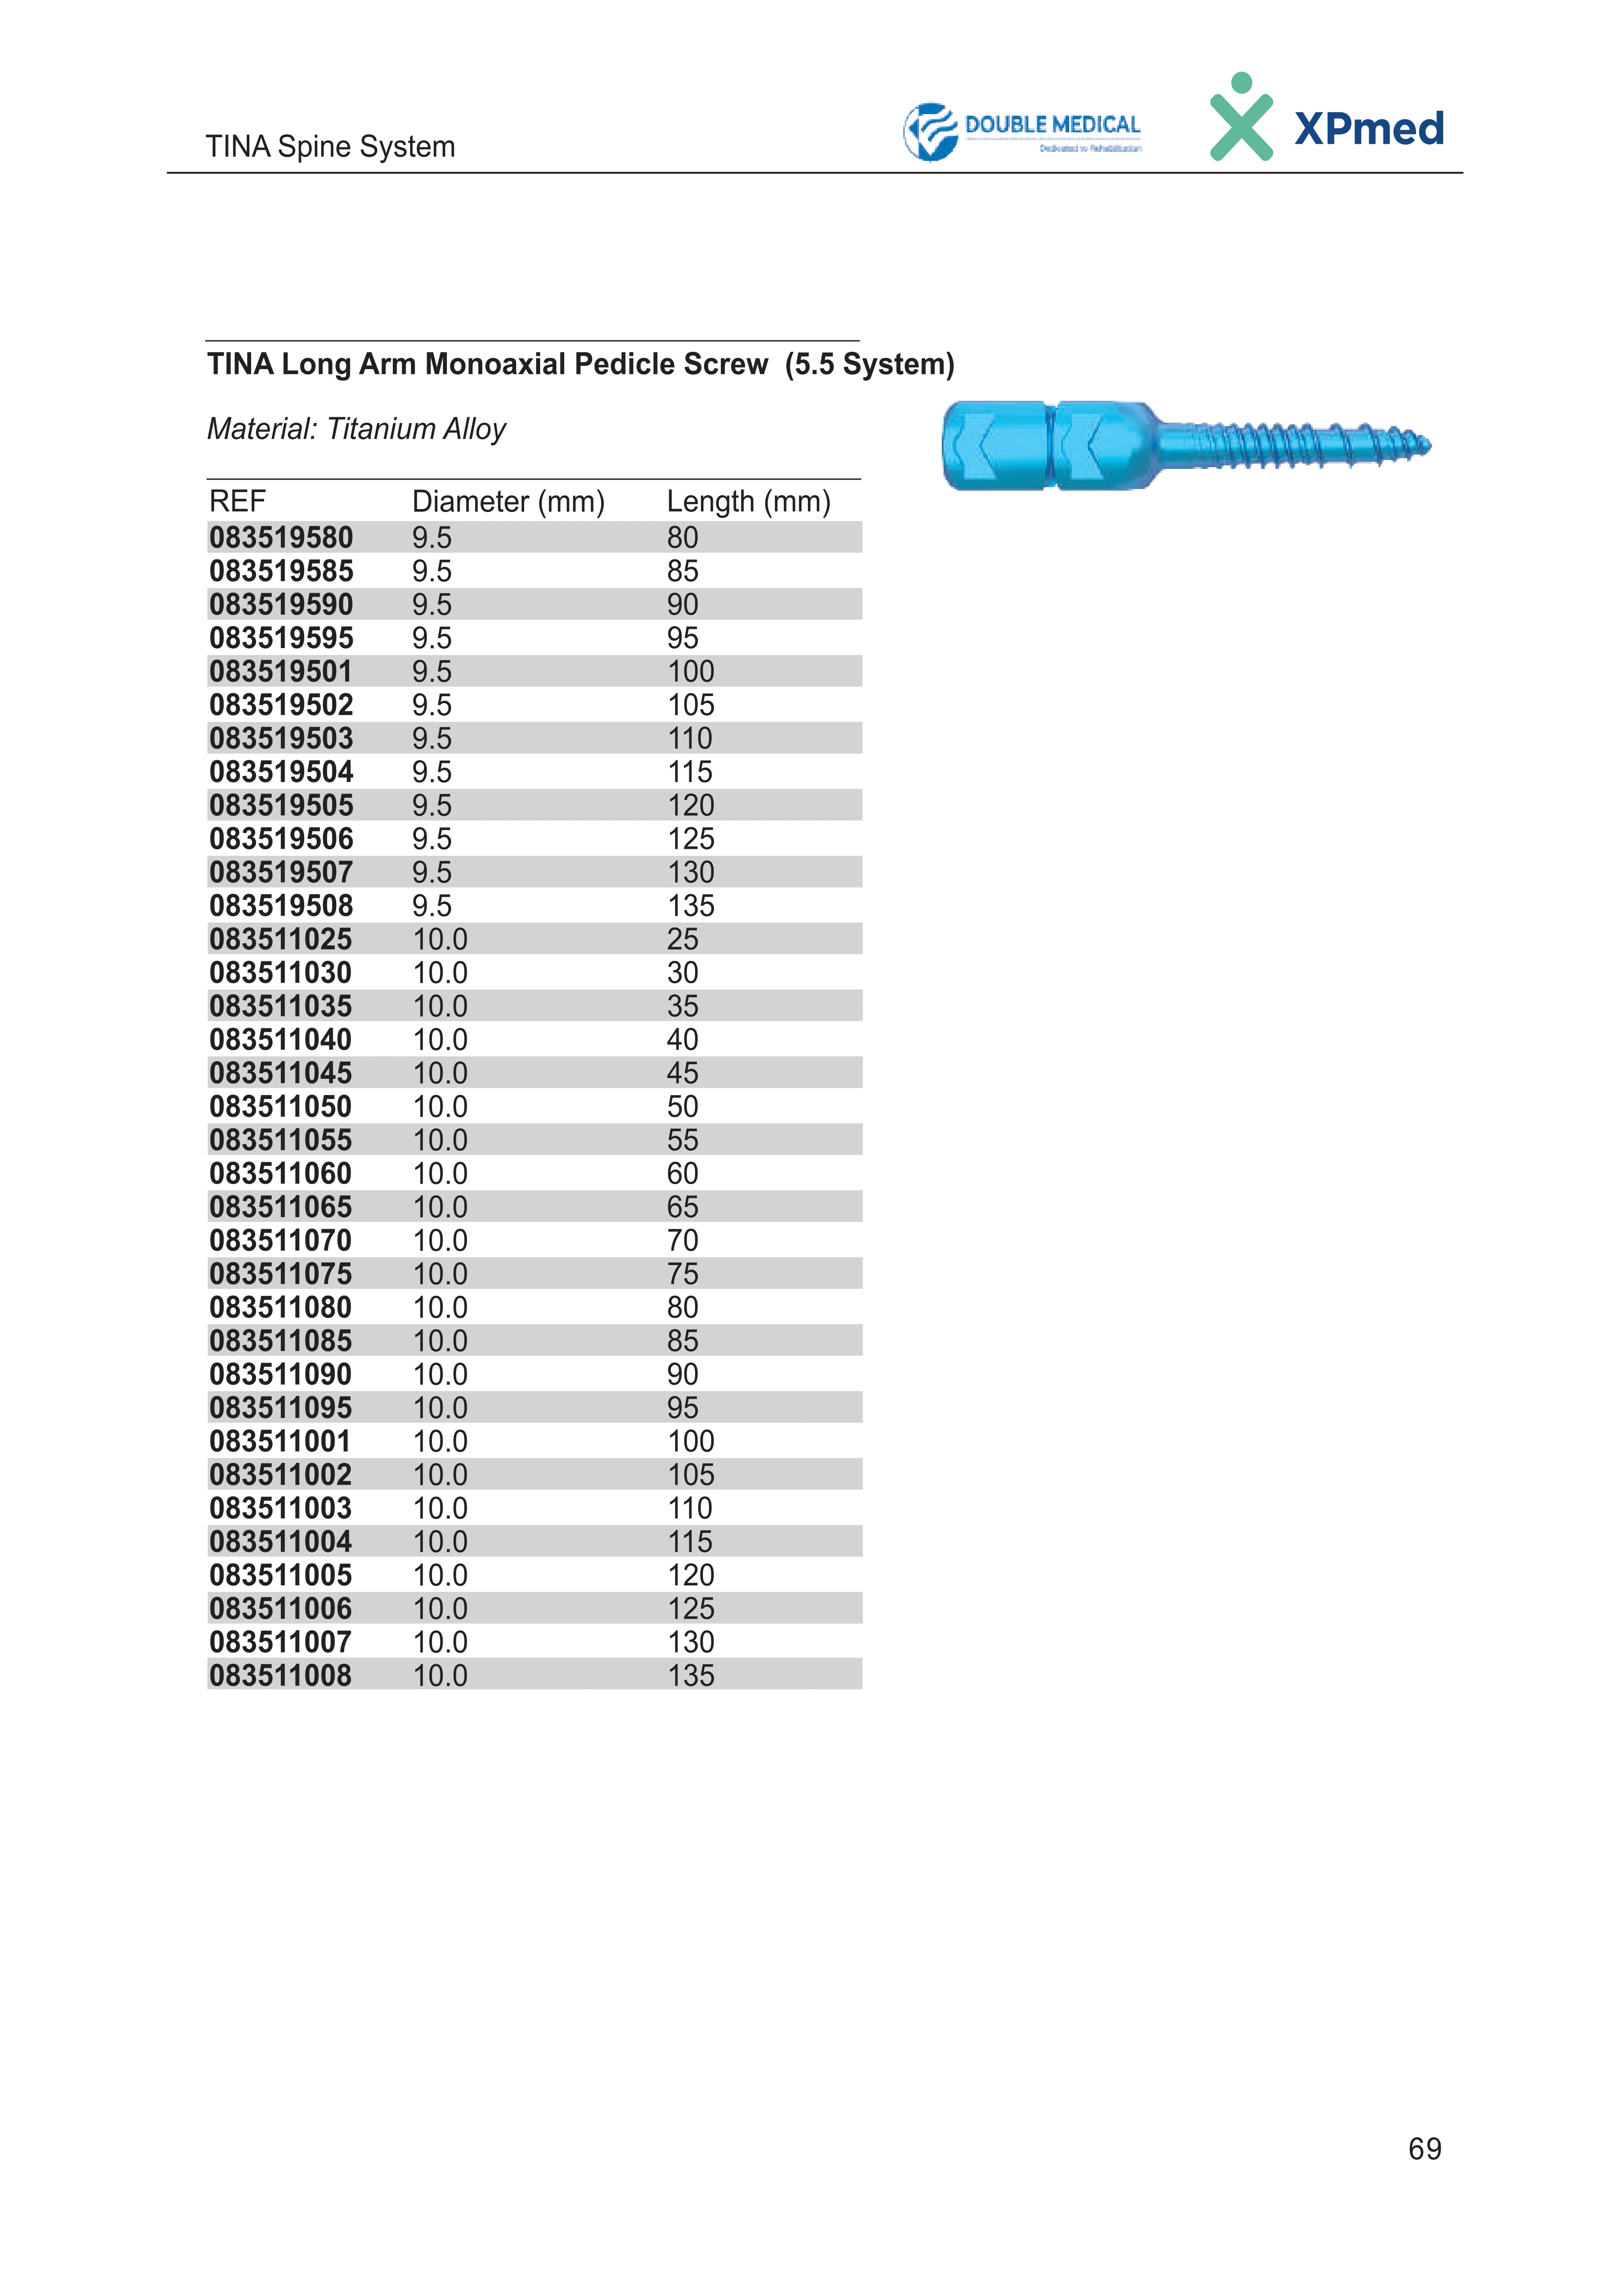 TINA Spine System
DOUBLE MEDICAL
Dedicated to Rehabilitation
XPmed
TINA Long Arm Monoaxial Pedicle Screw (5.5 System)
Material: Titanium Alloy
REF Diameter (mm) Length (mm)
083519580 9.5 80
083519585 9.5 85
083519590 9.5 90
083519595 9.5 95
083519501 9.5 100
083519502 9.5 105
083519503 9.5 110
083519504 9.5 115
083519505 9.5 120
083519506 9.5 125
083519507 9.5 130
083519508 9.5 135
083511025 10.0 25
083511030 10.0 30
083511035 10.0 35
083511040 10.0 40
083511045 10.0 45
083511050 10.0 50
083511055 10.0 55
083511060 10.0 60
083511065 10.0 65
083511070 10.0 70
083511075 10.0 75
083511080 10.0 80
083511085 10.0 85
083511090 10.0 90
083511095 10.0 95
083511001 10.0 100
083511002 10.0 105
083511003 10.0 110
083511004 10.0 115
083511005 10.0 120
083511006 10.0 125
083511007 10.0 130
083511008 10.0 135
69